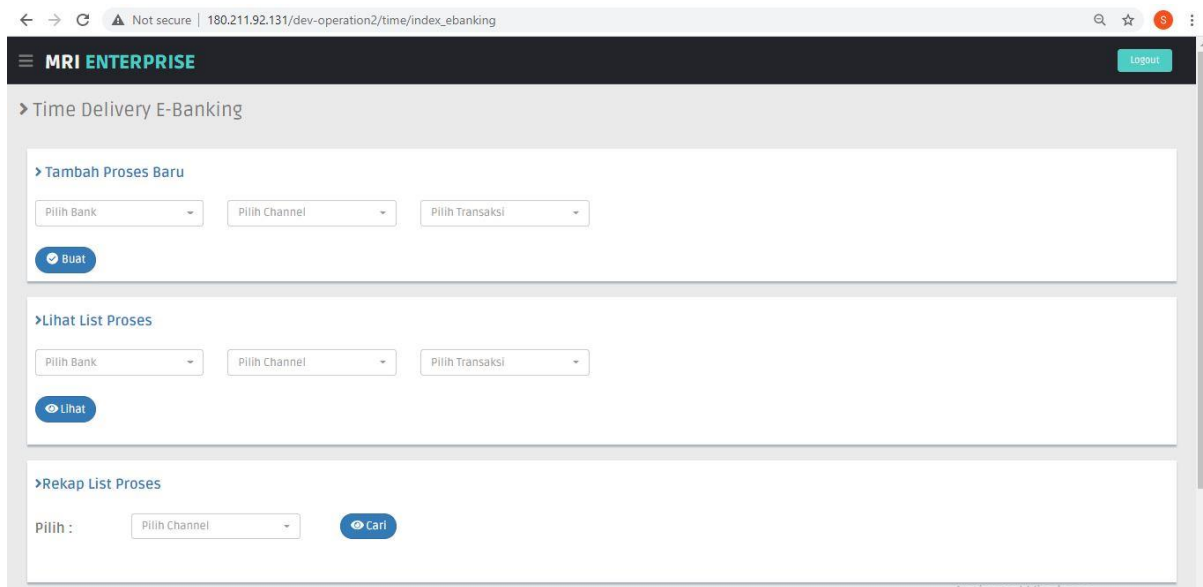 Not secure | 180.211.92.131/dev-operation2/time/index_ebanking
S
MRI ENTERPRISE
Logout
Time Delivery E-Banking
Tambah Proses Baru
Pilih Bank
Pilih Channel
Pilih Transaksi
Buat
Lihat List Proses
Pilih Bank
Pilih Channel
Pilih Transaksi
Lihat
Rekap List Proses
Pilih :
Pilih Channel
Cari